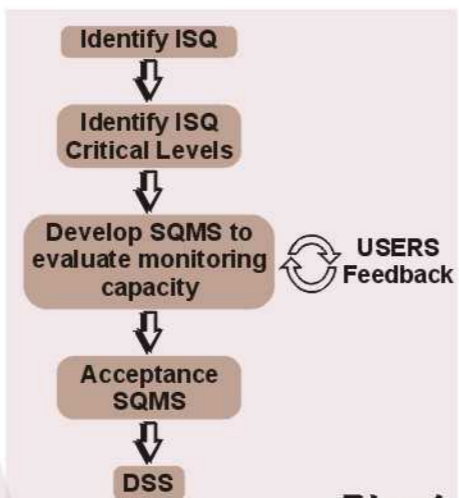 Identify ISQ
Identify ISQ
Critical Levels
Develop SQMS to
evaluate monitoring
capacity
USERS
Feedback
Acceptance
SQMS
DSS